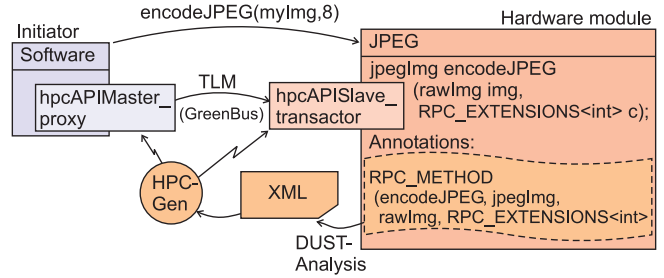 encodeJPEG(myImg,8)
Hardware module
Initiator
Software
JPEG
jpegImg encodeJPEG
(rawImg img,
RPC_EXTENSIONS<int> c);
hpcAPIMaster_
proxy
TLM
(GreenBus)
hpcAPISlave_
transactor
Annotations:
RPC_METHOD
(encodeJPEG, jpegImg,
rawImg, RPC_EXTENSIONS<int>
HPC-
Gen
XML
DUST-
Analysis